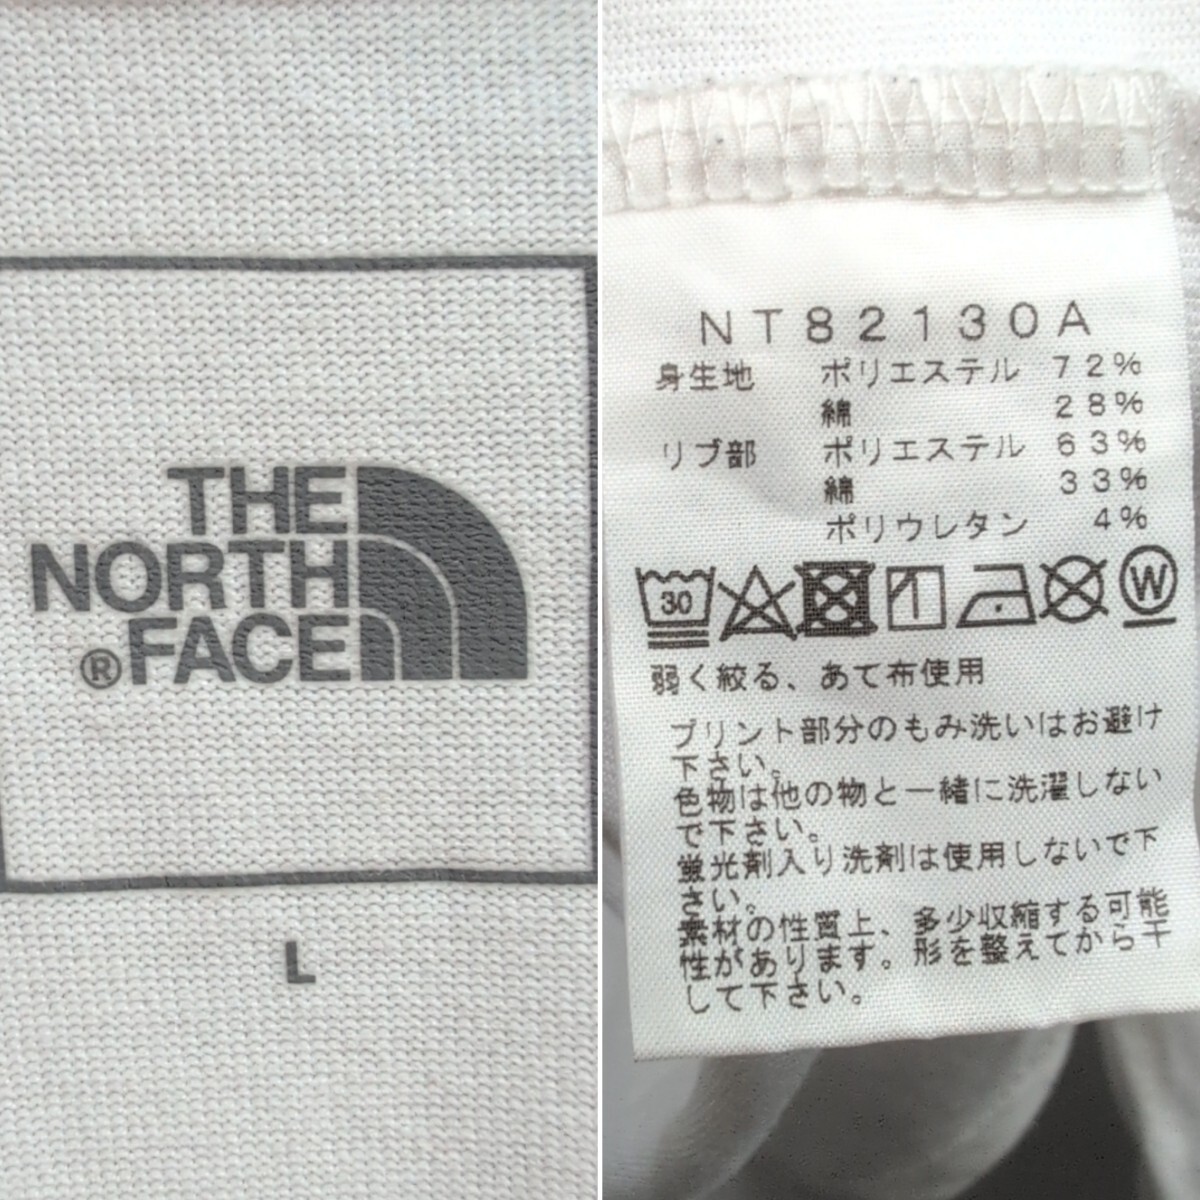 THE
NORTH
®FACE
L
NT82130A
身生地 ポリエステル 72%
綿 28%
リブ部 ポリエステル 63%
綿 33%
ポリウレタン 4%
30 W
弱く絞る、あて布使用
プリント部分のもみ洗いはお避け
下さい。
色物は他の物と一緒に洗濯しない
で下さい。
蛍光剤入り洗剤は使用しないで下
さい。
素材の性質上、多少収縮する可能
性があります。形を整えてから干
して下さい。